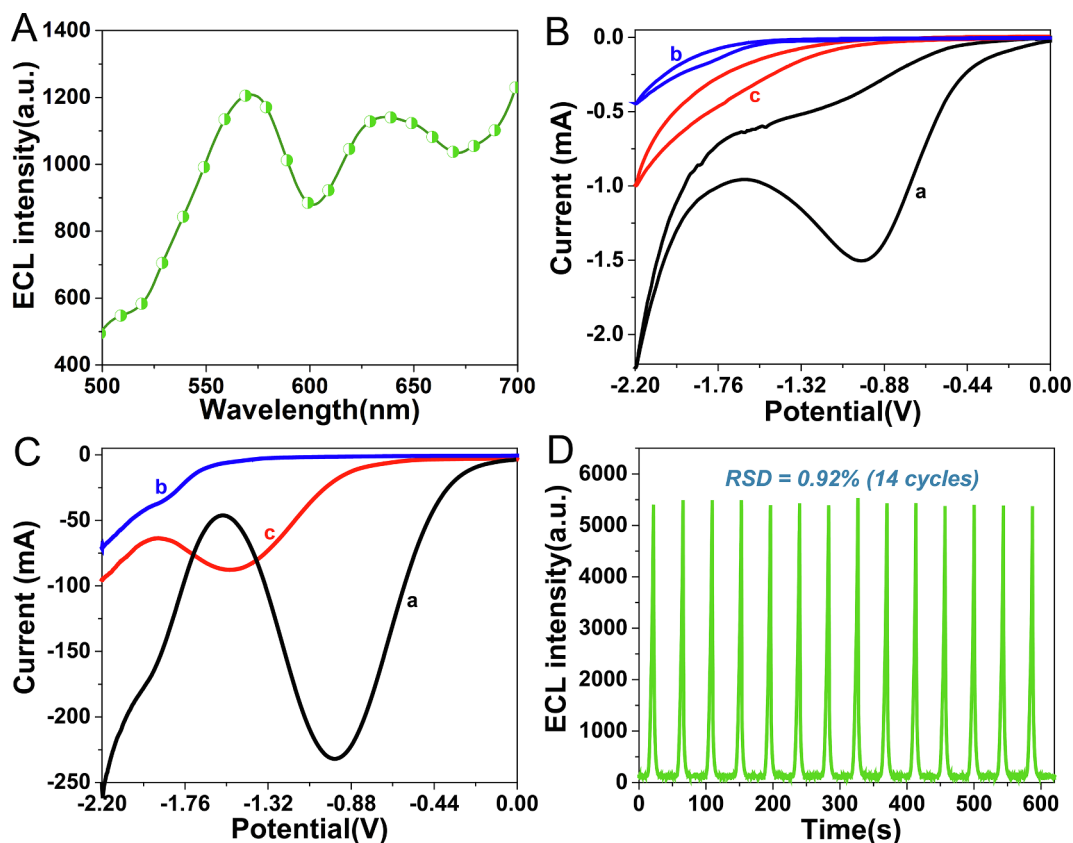 A
ECL intensity(a.u.)
1400
1200
1000
800
600
400
500
550
600
650
700
Wavelength(nm)
B
Current (mA)
0.0
-0.5
-1.0
-1.5
-2.0
b
c
a
-2.20
-1.76
-1.32
-0.88
-0.44
0.00
Potential(V)
C
Current (mA)
0
-50
-100
-150
-200
-250
b
c
a
-2.20
-1.76
-1.32
-0.88
-0.44
0.00
Potential(V)
D
ECL intensity(a.u.)
6000
5000
4000
3000
2000
1000
0
RSD = 0.92% (14 cycles)
0
100
200
300
400
500
600
Time(s)